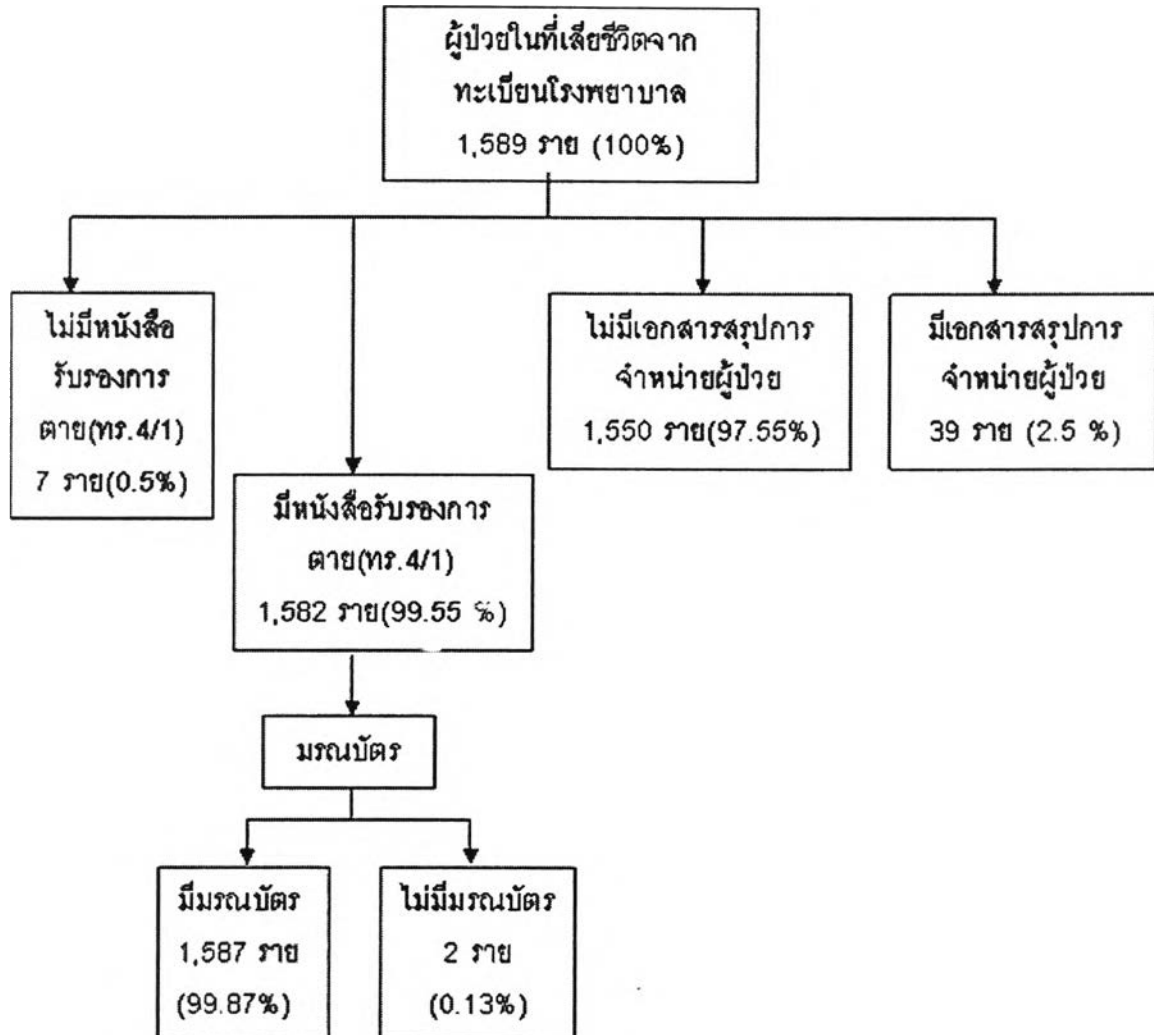 ผู้ป่วยในที่เสียชีวิตจาก
ทะเบียนโรงพยาบาล
1,589 ราย (100%)
ไม่มีหนังสือ
รับรองการ
ตาย(ทร.4/1)
7 ราย(0.5%)
มีหนังสือรับรองการ
ตาย(ทร.4/1)
1,582 ราย(99.55 %)
ไม่มีเอกสารสรุปการ
จำหน่ายผู้ป่วย
1,550 ราย(97.55%)
มีเอกสารสรุปการ
จำหน่ายผู้ป่วย
39 ราย (2.5 %)
มรณบัตร
มีมรณบัตร
1,587 ราย
(99.87%)
ไม่มีมรณบัตร
2 ราย
(0.13%)